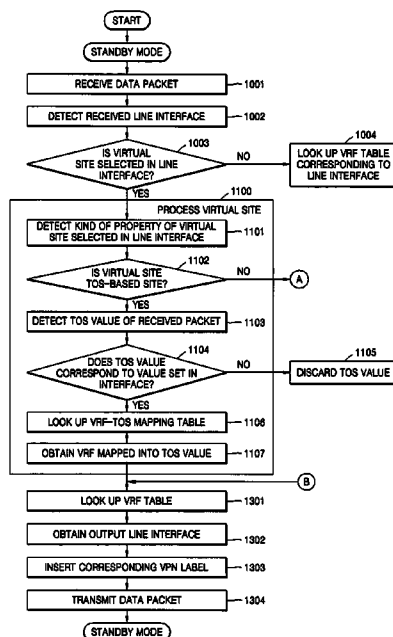 START
STANDBY MODE
RECEIVE DATA PACKET
1001
DETECT RECEIVED LINE INTERFACE
1002
1003
IS VIRTUAL
SITE SELECTED IN LINE
INTERFACE?
NO
1004
LOOK UP VRF TABLE
CORRESPONDING TO
LINE INTERFACE
YES
1100
PROCESS VIRTUAL SITE
DETECT KIND OF PROPERTY OF VIRTUAL
SITE SELECTED IN LINE INTERFACE
1101
1102
IS VIRTUAL SITE
TOS-BASED SITE?
NO
A
YES
DETECT TOS VALUE OF RECEIVED PACKET
1103
1104
DOES TOS VALUE
CORRESPOND TO VALUE SET IN
INTERFACE?
NO
1105
DISCARD TOS VALUE
YES
LOOK UP VRF-TOS MAPPING TABLE
1106
OBTAIN VRF MAPPED INTO TOS VALUE
1107
B
LOOK UP VRF TABLE
1301
OBTAIN OUTPUT LINE INTERFACE
1302
INSERT CORRESPONDING VPN LABEL
1303
TRANSMIT DATA PACKET
1304
STANDBY MODE